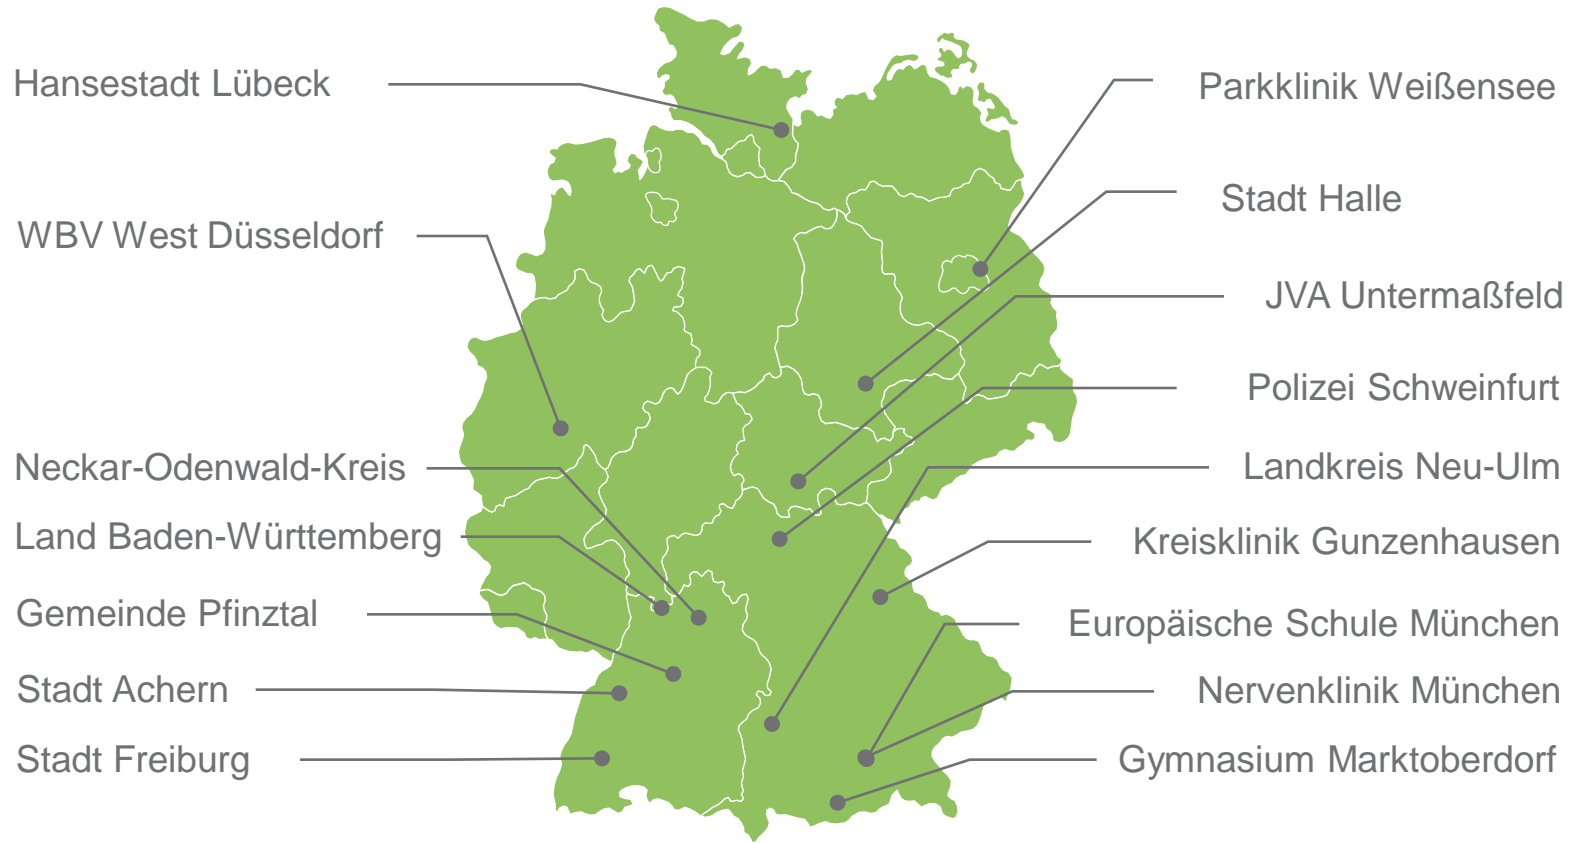 Hansestadt Lübeck
WBV West Düsseldorf
Neckar-Odenwald-Kreis
Land Baden-Württemberg
Gemeinde Pfinztal
Stadt Achern
Stadt Freiburg
Parkklinik Weißensee
Stadt Halle
JVA Untermaßfeld
Polizei Schweinfurt
Landkreis Neu-Ulm
Kreisklinik Gunzenhausen
Europäische Schule München
Nervenklinik München
Gymnasium Marktoberdorf